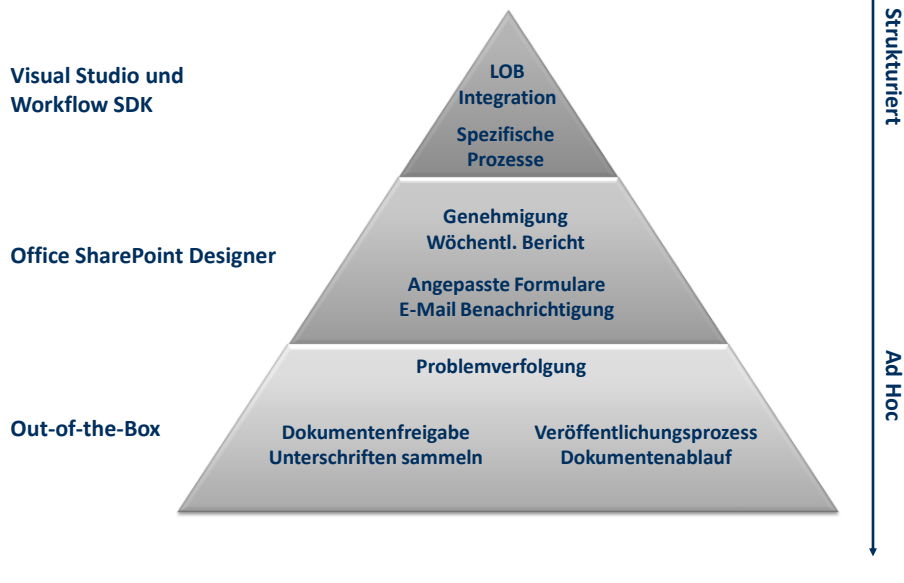 Visual Studio und
Workflow SDK
LOB
Integration
Spezifische
Prozesse
Strukturiert
Office SharePoint Designer
Genehmigung
Wöchentl. Bericht
Angepasste Formulare
E-Mail Benachrichtigung
Ad Hoc
Out-of-the-Box
Problemverfolgung
Dokumentenfreigabe
Unterschriften sammeln
Veröffentlichungsprozess
Dokumentenablauf